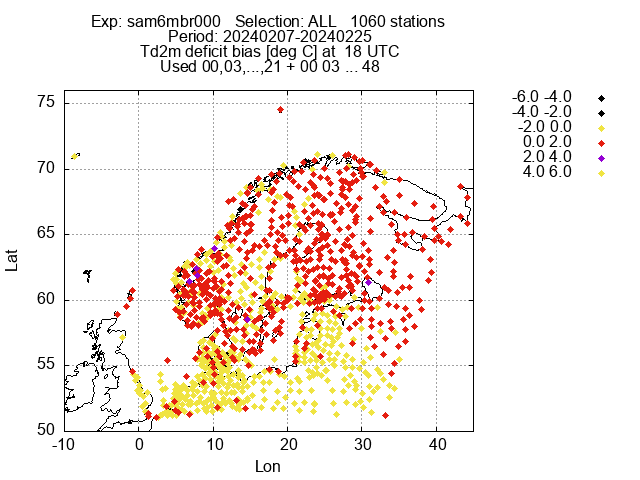 Exp: sam6mbr000   Selection: ALL   1060 stations
Period: 20240207-20240225
Td2m deficit bias [deg C] at  18 UTC
Used 00,03,...,21 + 00 03 ... 48
-6.0 -4.0
-4.0 -2.0
-2.0 0.0
0.0 2.0
2.0 4.0
4.0 6.0
75
70
65
60
55
50
Lat
-10 0 10 20 30 40
Lon